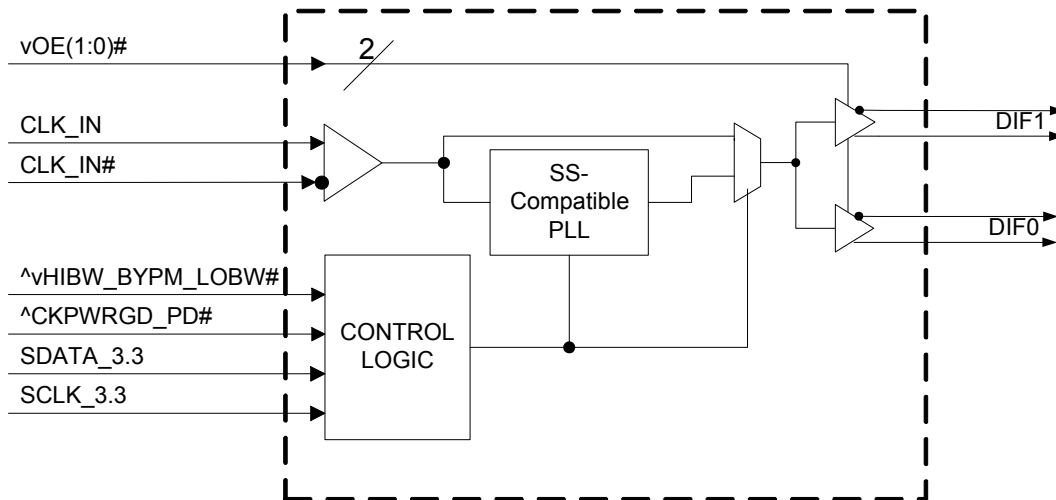 vOE(1:0)#
2
CLK_IN
CLK_IN#
DIF1
SS-
Compatible
PLL
DIF0
^vHIBW_BYPM_LOBW#
^CKPWRGD_PD#
SDATA_3.3
SCLK_3.3
CONTROL
LOGIC